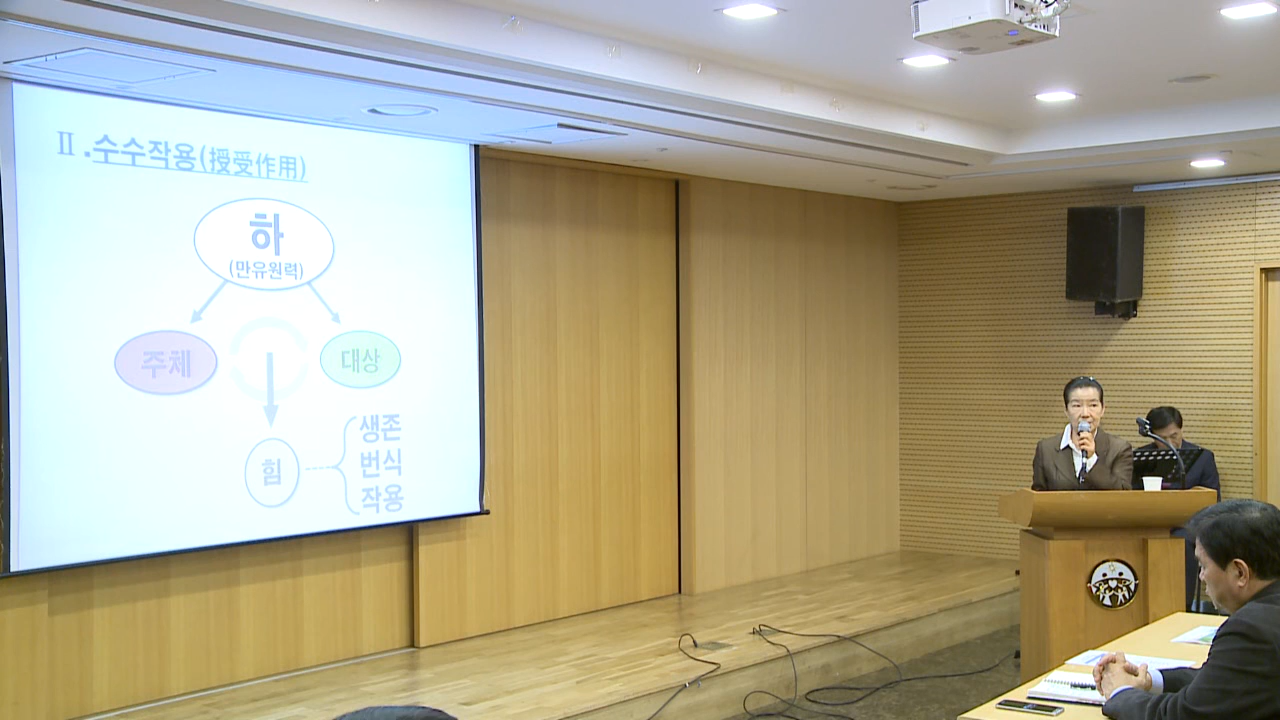 Ⅱ.수수작용(授受作用)
하
(만유원력)
주체
대상
힘
생존
번식
작용